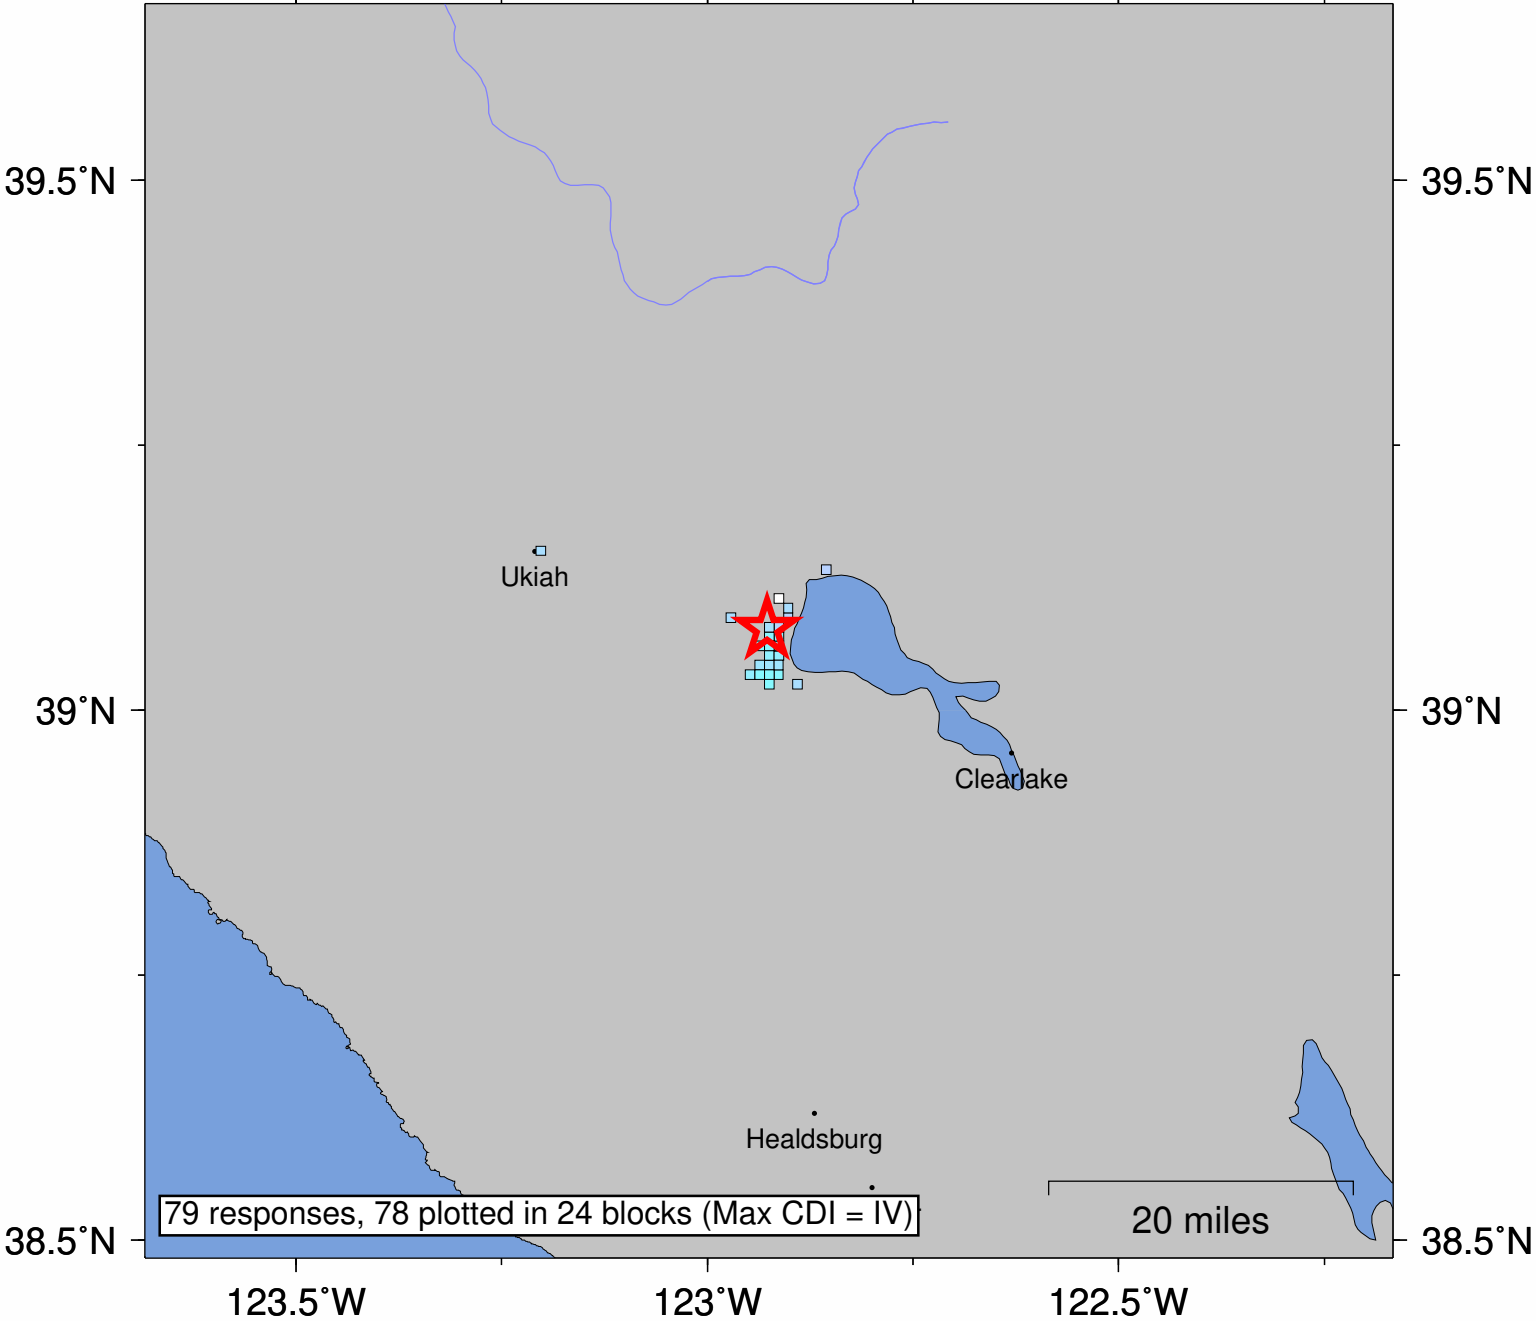 39.5˚N
39.5˚N
Ukiah
39˚N
39˚N
Clearlake
Healdsburg
79 responses, 78 plotted in 24 blocks (Max CDI = IV)
20 miles
38.5˚N
38.5˚N
123.5˚W
123˚W
122.5˚W